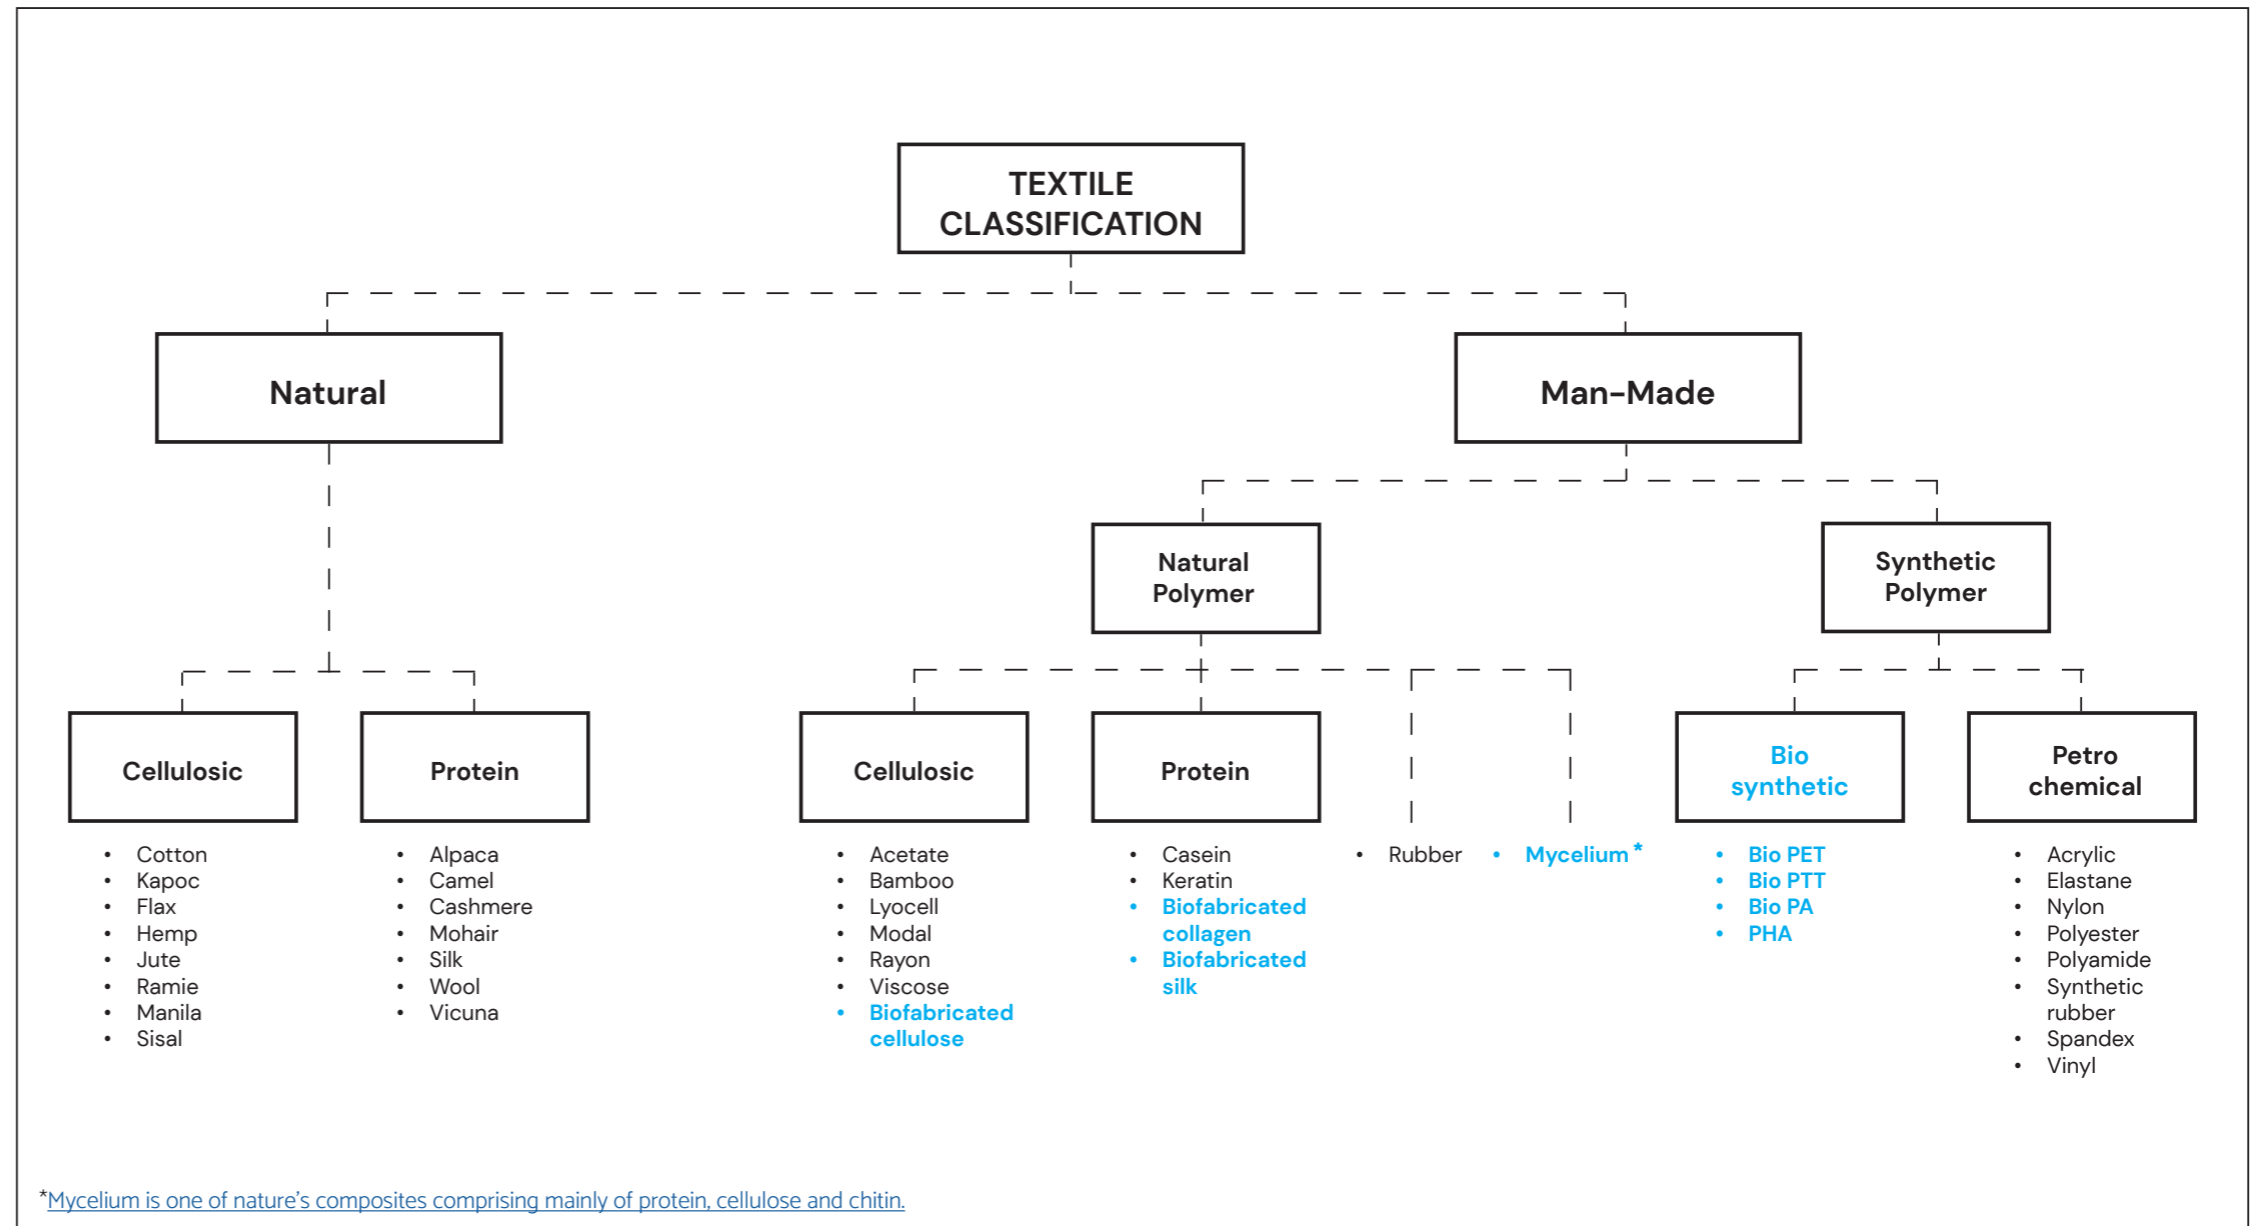 TEXTILE
CLASSIFICATION
Natural
Man-Made
Natural
Polymer
Synthetic
Polymer
Cellulosic
Protein
Cellulosic
Protein
Bio
synthetic
Petro
chemical
• Cotton
• Kapoc
• Flax
• Hemp
• Jute
• Ramie
• Manila
• Sisal
• Alpaca
• Camel
• Cashmere
• Mohair
• Silk
• Wool
• Vicuna
• Acetate
• Bamboo
• Lyocell
• Modal
• Rayon
• Viscose
• Biofabricated
cellulose
• Casein
• Keratin
• Biofabricated
collagen
• Biofabricated
silk
• Rubber
• Mycelium*
• Bio PET
• Bio PTT
• Bio PA
• PHA
• Acrylic
• Elastane
• Nylon
• Polyester
• Polyamide
• Synthetic
rubber
• Spandex
• Vinyl
*Mycelium is one of nature's composites comprising mainly of protein, cellulose and chitin.